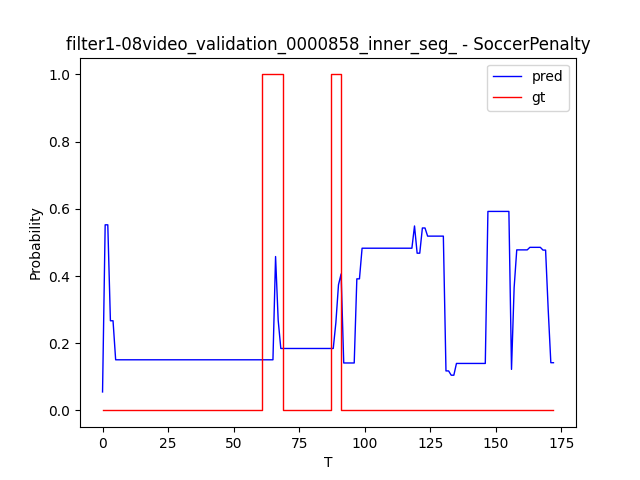 filter1-08video_validation_0000858_inner_seg_ - SoccerPenalty
pred
gt
1.0
0.8
0.6
0.4
0.2
0.0
Probability
0
25
50
75
100
125
150
175
T